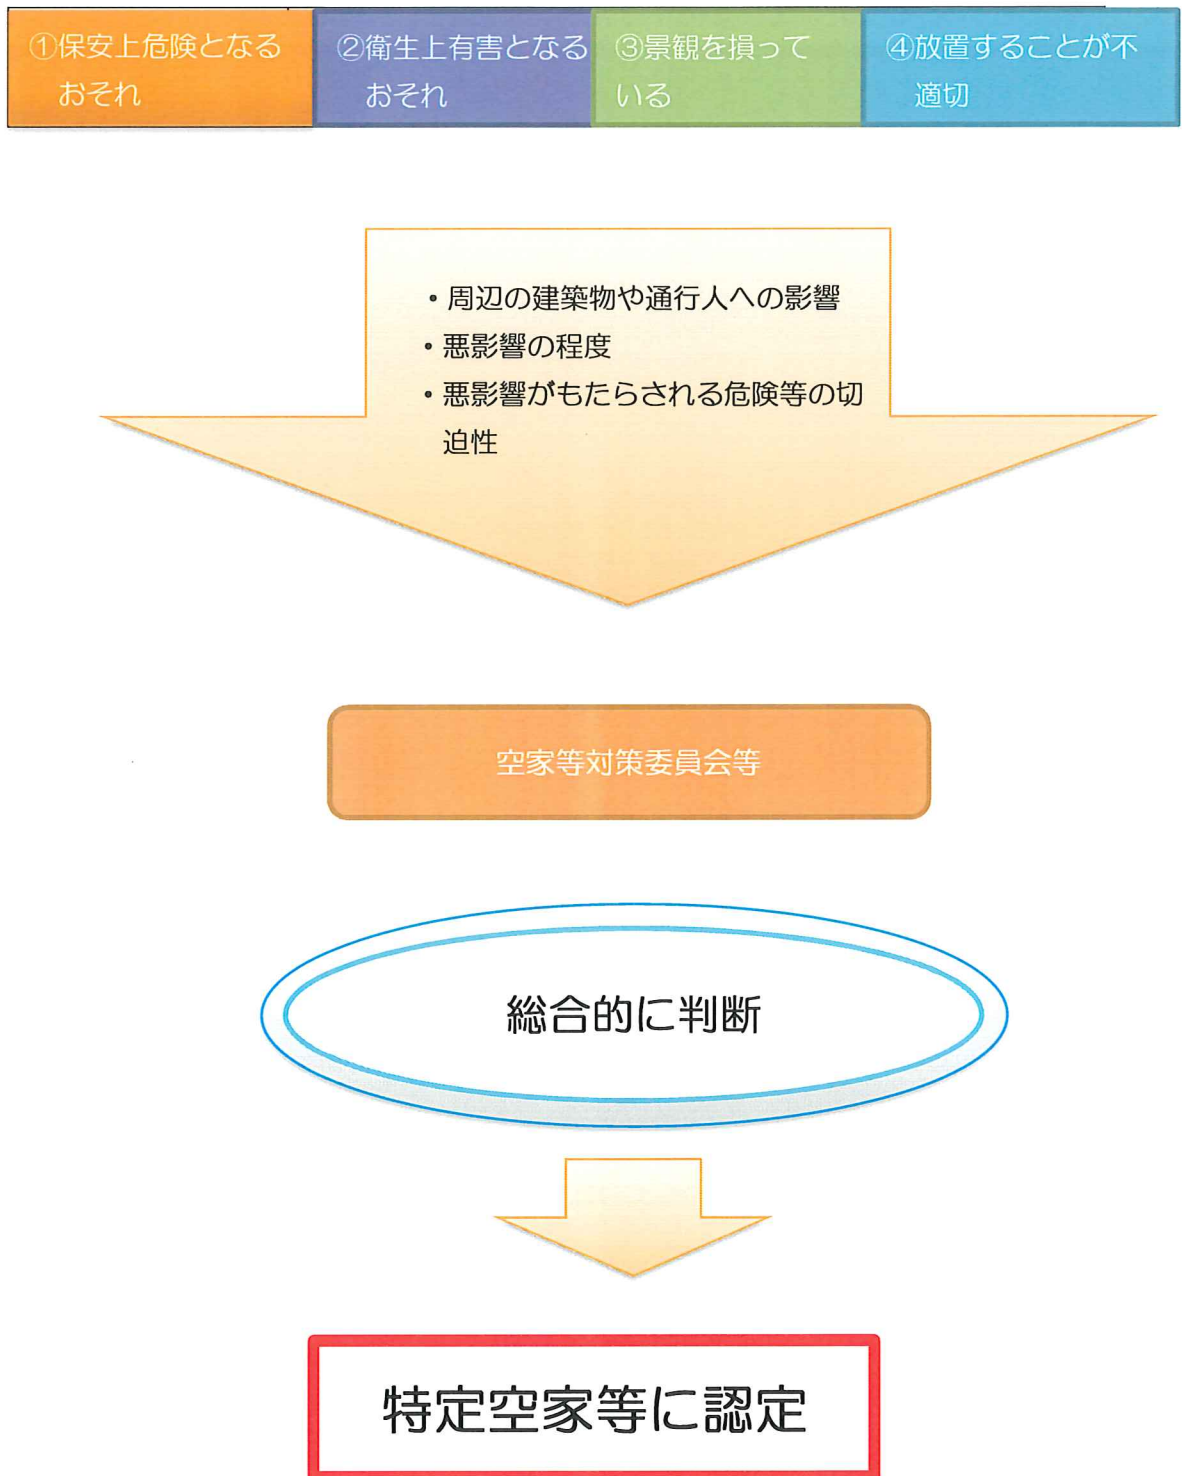 ①保安上危険となる
おそれ
②衛生上有害となる
おそれ
③景観を損って
いる
④放置することが不
適切
・周辺の建築物や通行人への影響
・悪影響の程度
・悪影響がもたらされる危険等の切
迫性
空家等対策委員会等
総合的に判断
特定空家等に認定